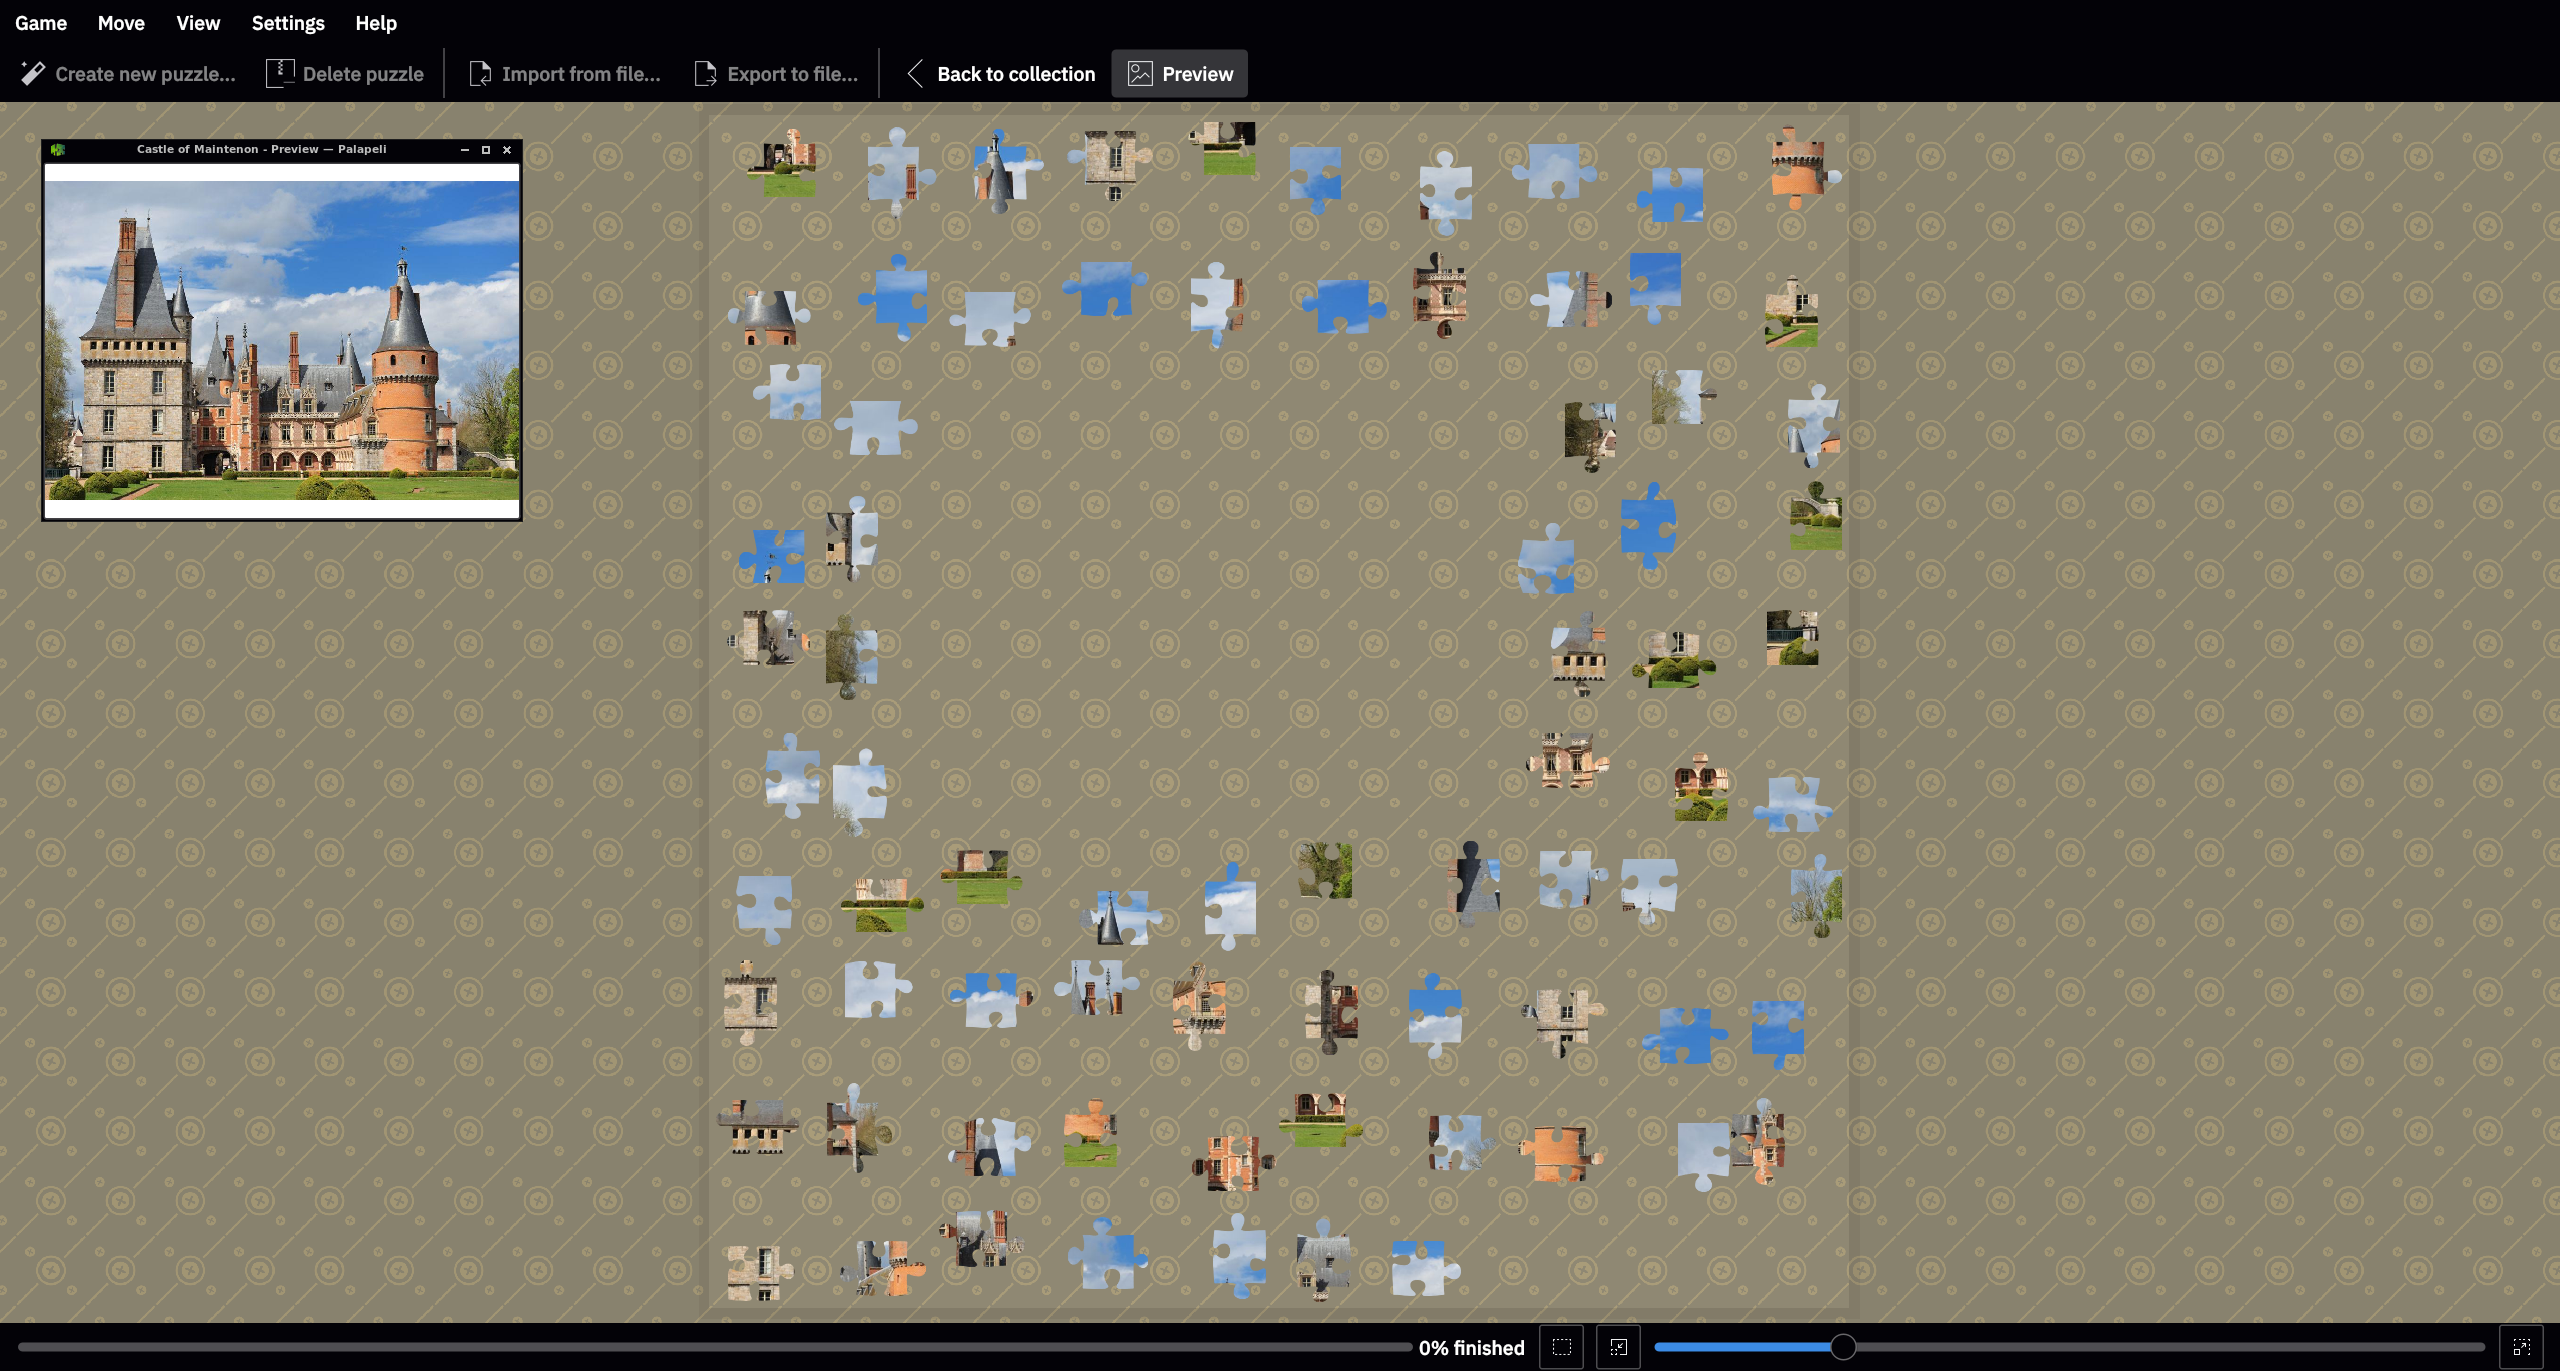 Game Move View Settings Help
Create new puzzle... Delete puzzle Import from file... Export to file... Back to collection Preview
Castle of Maintenon - Preview — Palapeli
0% finished